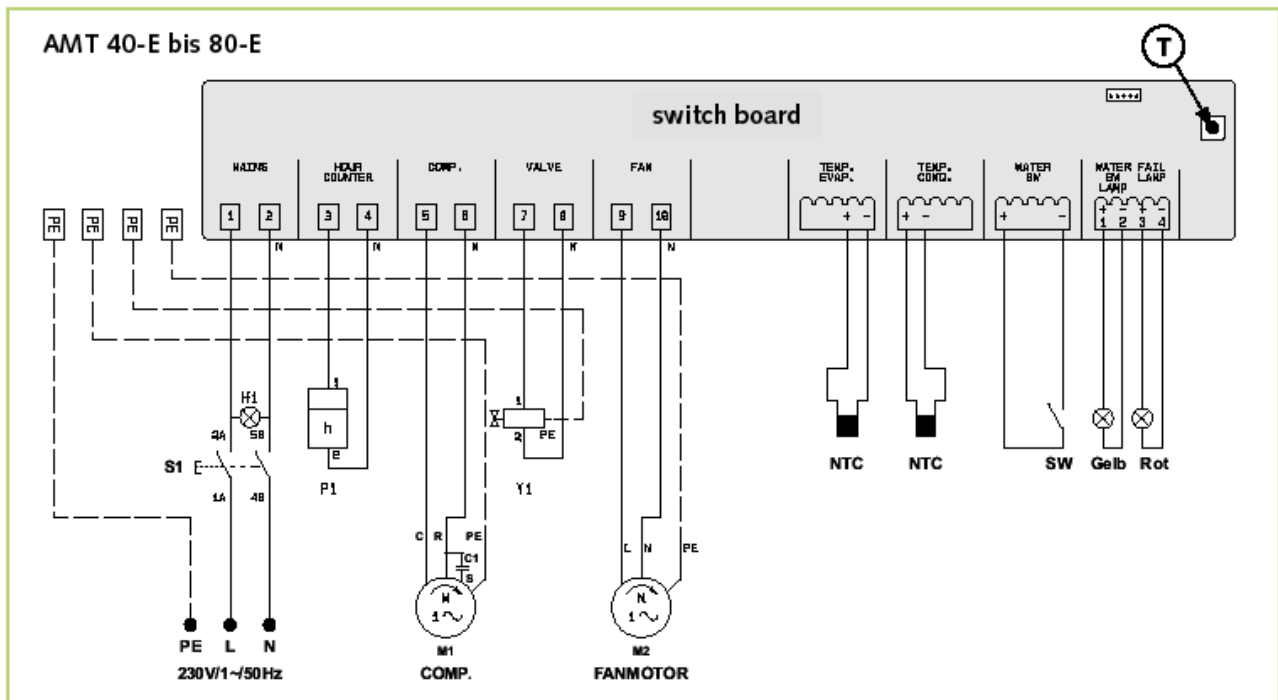 AMT 40-E bis 80-E
T
switch board
MAINS
HOUR COUNTER
COMP.
VALVE
FAN
TEMP. EVAP.
TEMP. COND.
WATER SW
WATER SW LAMP
FAIL LAMP
1 2 3 4 5 6 7 8 9 10
+ - + - + - + - + -
1 2 3 4
PE PE PE PE
N N N N N
H1
2A 5B
S1
1A 4B
1
h
2
P1
1
2 PE
Y1
NTC NTC SW Gelb Rot
C R PE
C1
S
L N PE
M
1 ~
M
1 ~
PE L N
M1
M2
230V/1~/50Hz
COMP.
FANMOTOR